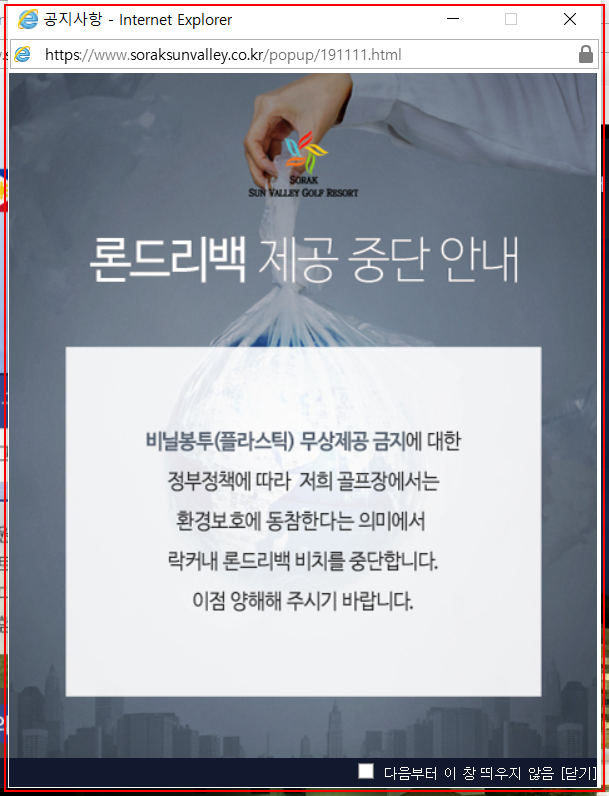 공지사항 - Internet Explorer
https://www.soraksunvalley.co.kr/popup/191111.html
SORAK
SUN VALLEY GOLF RESORT
론드리백 제공 중단 안내
비닐봉투(플라스틱) 무상제공 금지에 대한
정부정책에 따라 저희 골프장에서는
환경보호에 동참한다는 의미에서
락커내 론드리백 비치를 중단합니다.
이점 양해해 주시기 바랍니다.
다음부터 이 창 띄우지 않음 [닫기]